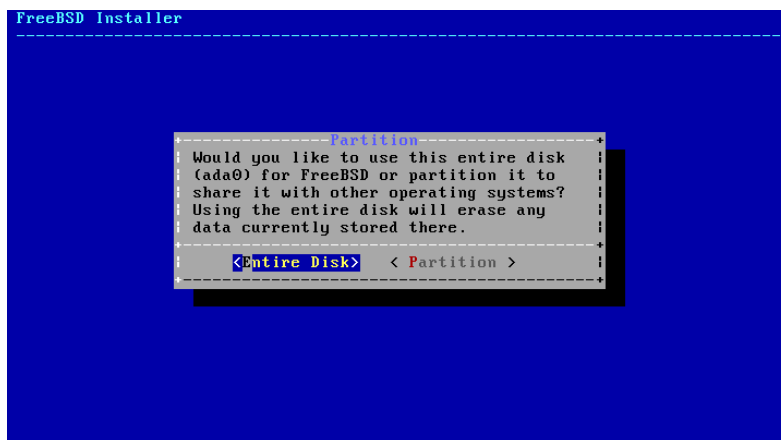 FreeBSD Installer
Partition
Would you like to use this entire disk
(ada0) for FreeBSD or partition it to
share it with other operating systems?
Using the entire disk will erase any
data currently stored there.
<Entire Disk> < Partition >